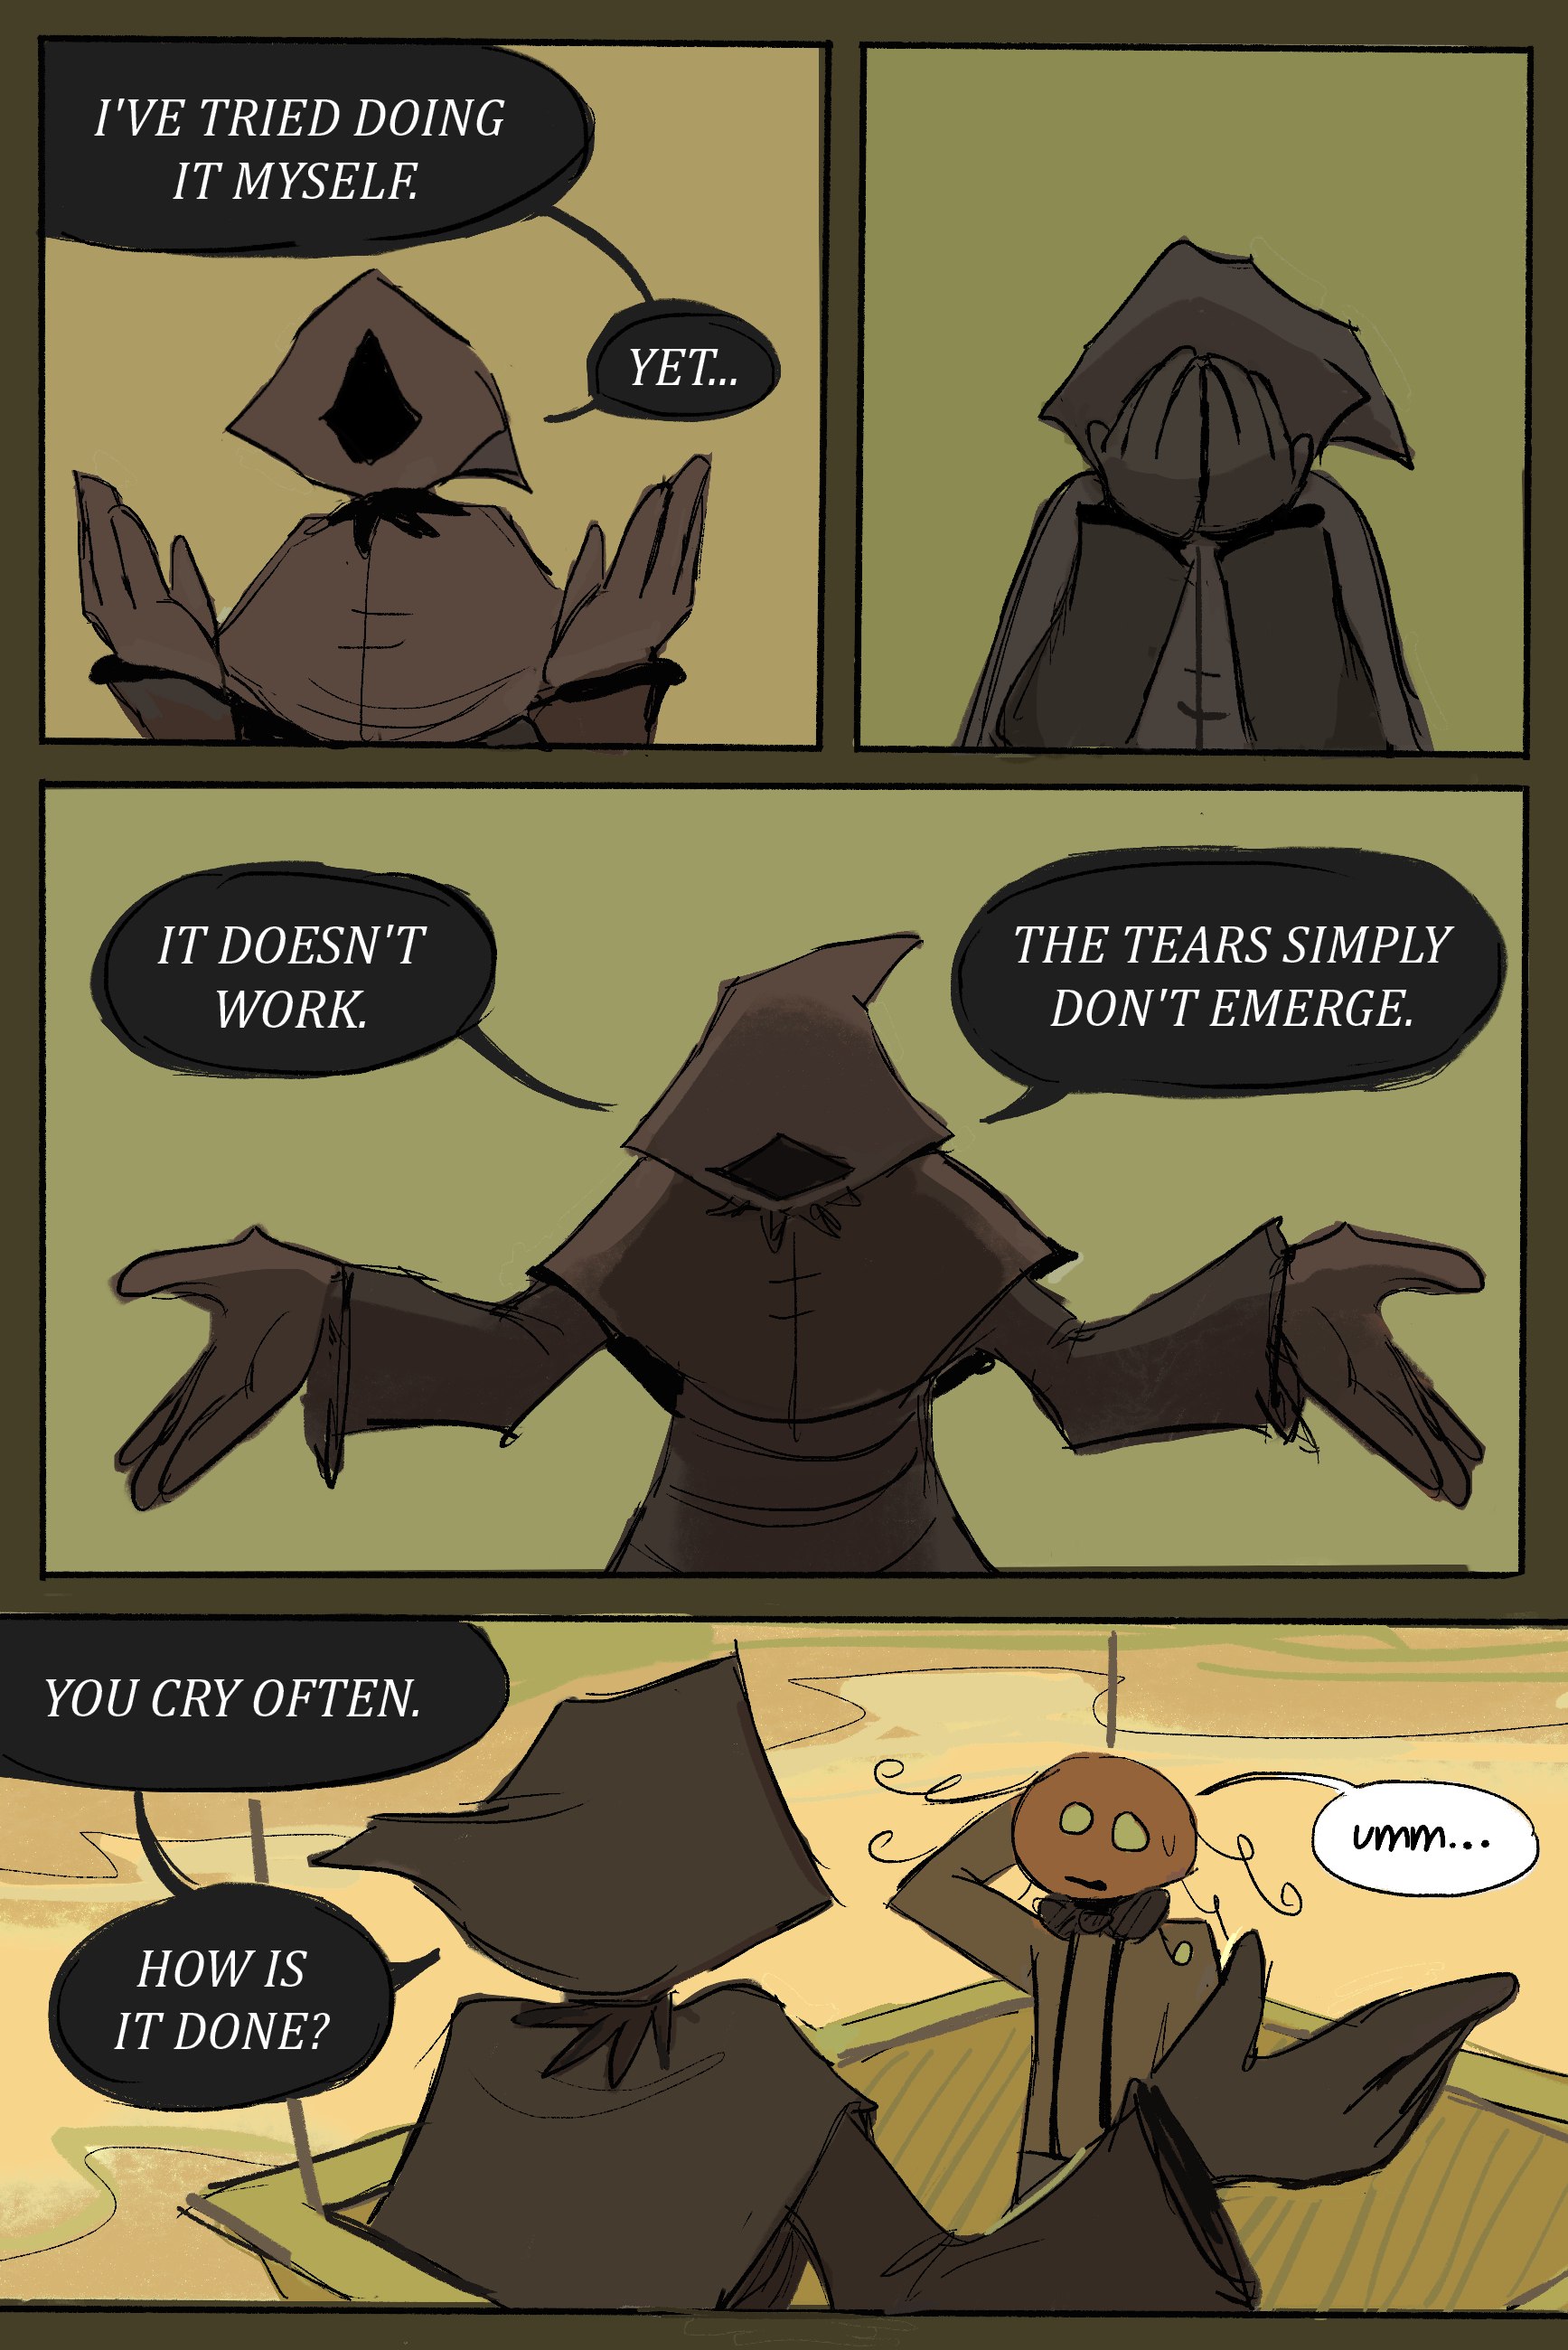 I'VE TRIED DOING
IT MYSELF.
YET...
IT DOESN'T
WORK.
THE TEARS SIMPLY
DON'T EMERGE.
YOU CRY OFTEN.
umm...
HOW IS
IT DONE?